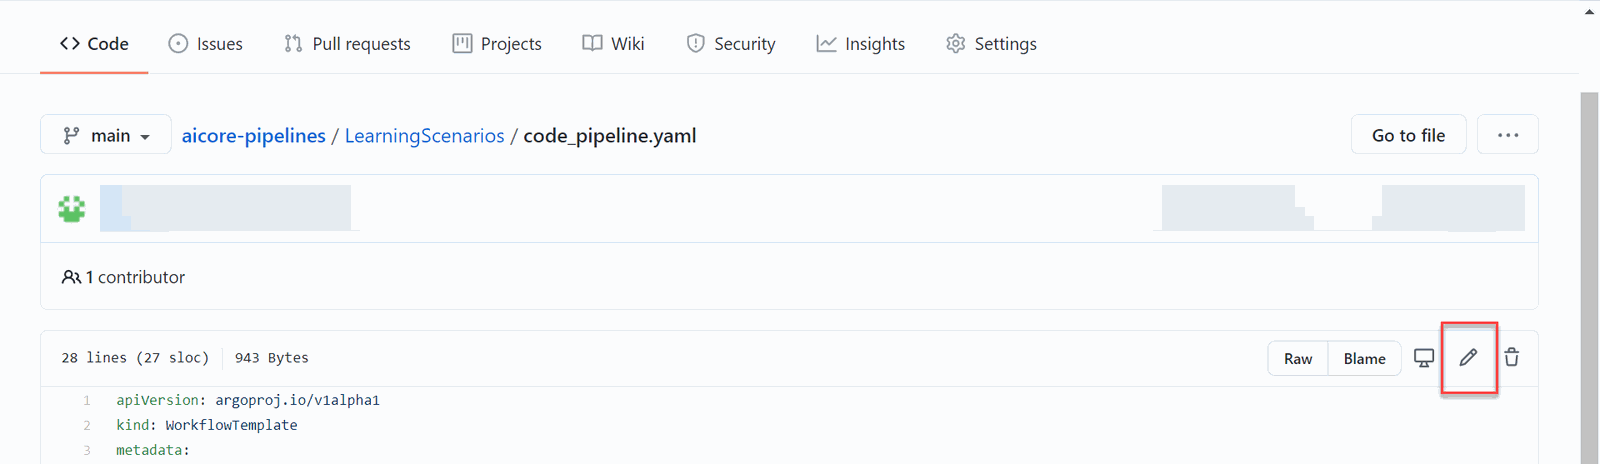 Code Issues Pull requests Projects Wiki Security Insights Settings
main aicore-pipelines / LearningScenarios / code_pipeline.yaml Go to file ...
1 contributor
28 lines (27 sloc) 943 Bytes Raw Blame
1 apiVersion: argoproj.io/v1alpha1
2 kind: WorkflowTemplate
3 metadata: